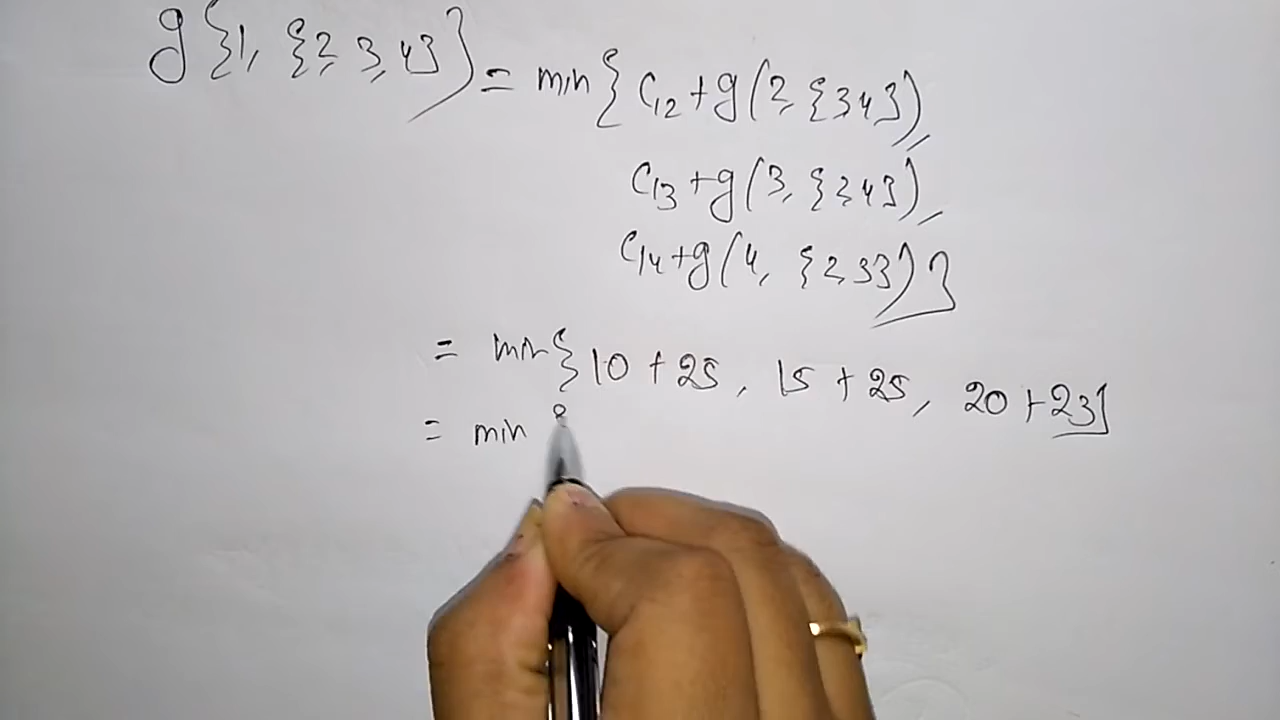 g{1, {2, 3, 4}} = min { C12 + g(2, {3,4}),
C13 + g(3, {2,4}),
C14 + g(4, {2,3}) }
= min { 10 + 25, 15 + 25, 20 + 23}
= min {